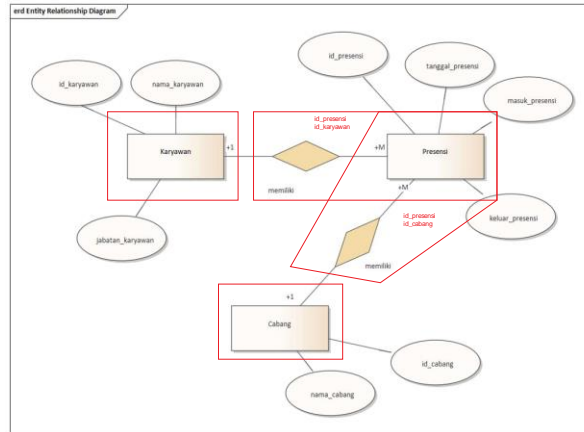 erd Entity Relationship Diagram
id_presensi
id_karyawan
nama_karyawan
tanggal_presensi
masuk_presensi
id_presensi
id_karyawan
Karyawan
+1
+M
Presensi
memiliki
+M
jabatan_karyawan
id_presensi
id_cabang
keluar_presensi
memiliki
+1
Cabang
id_cabang
nama_cabang